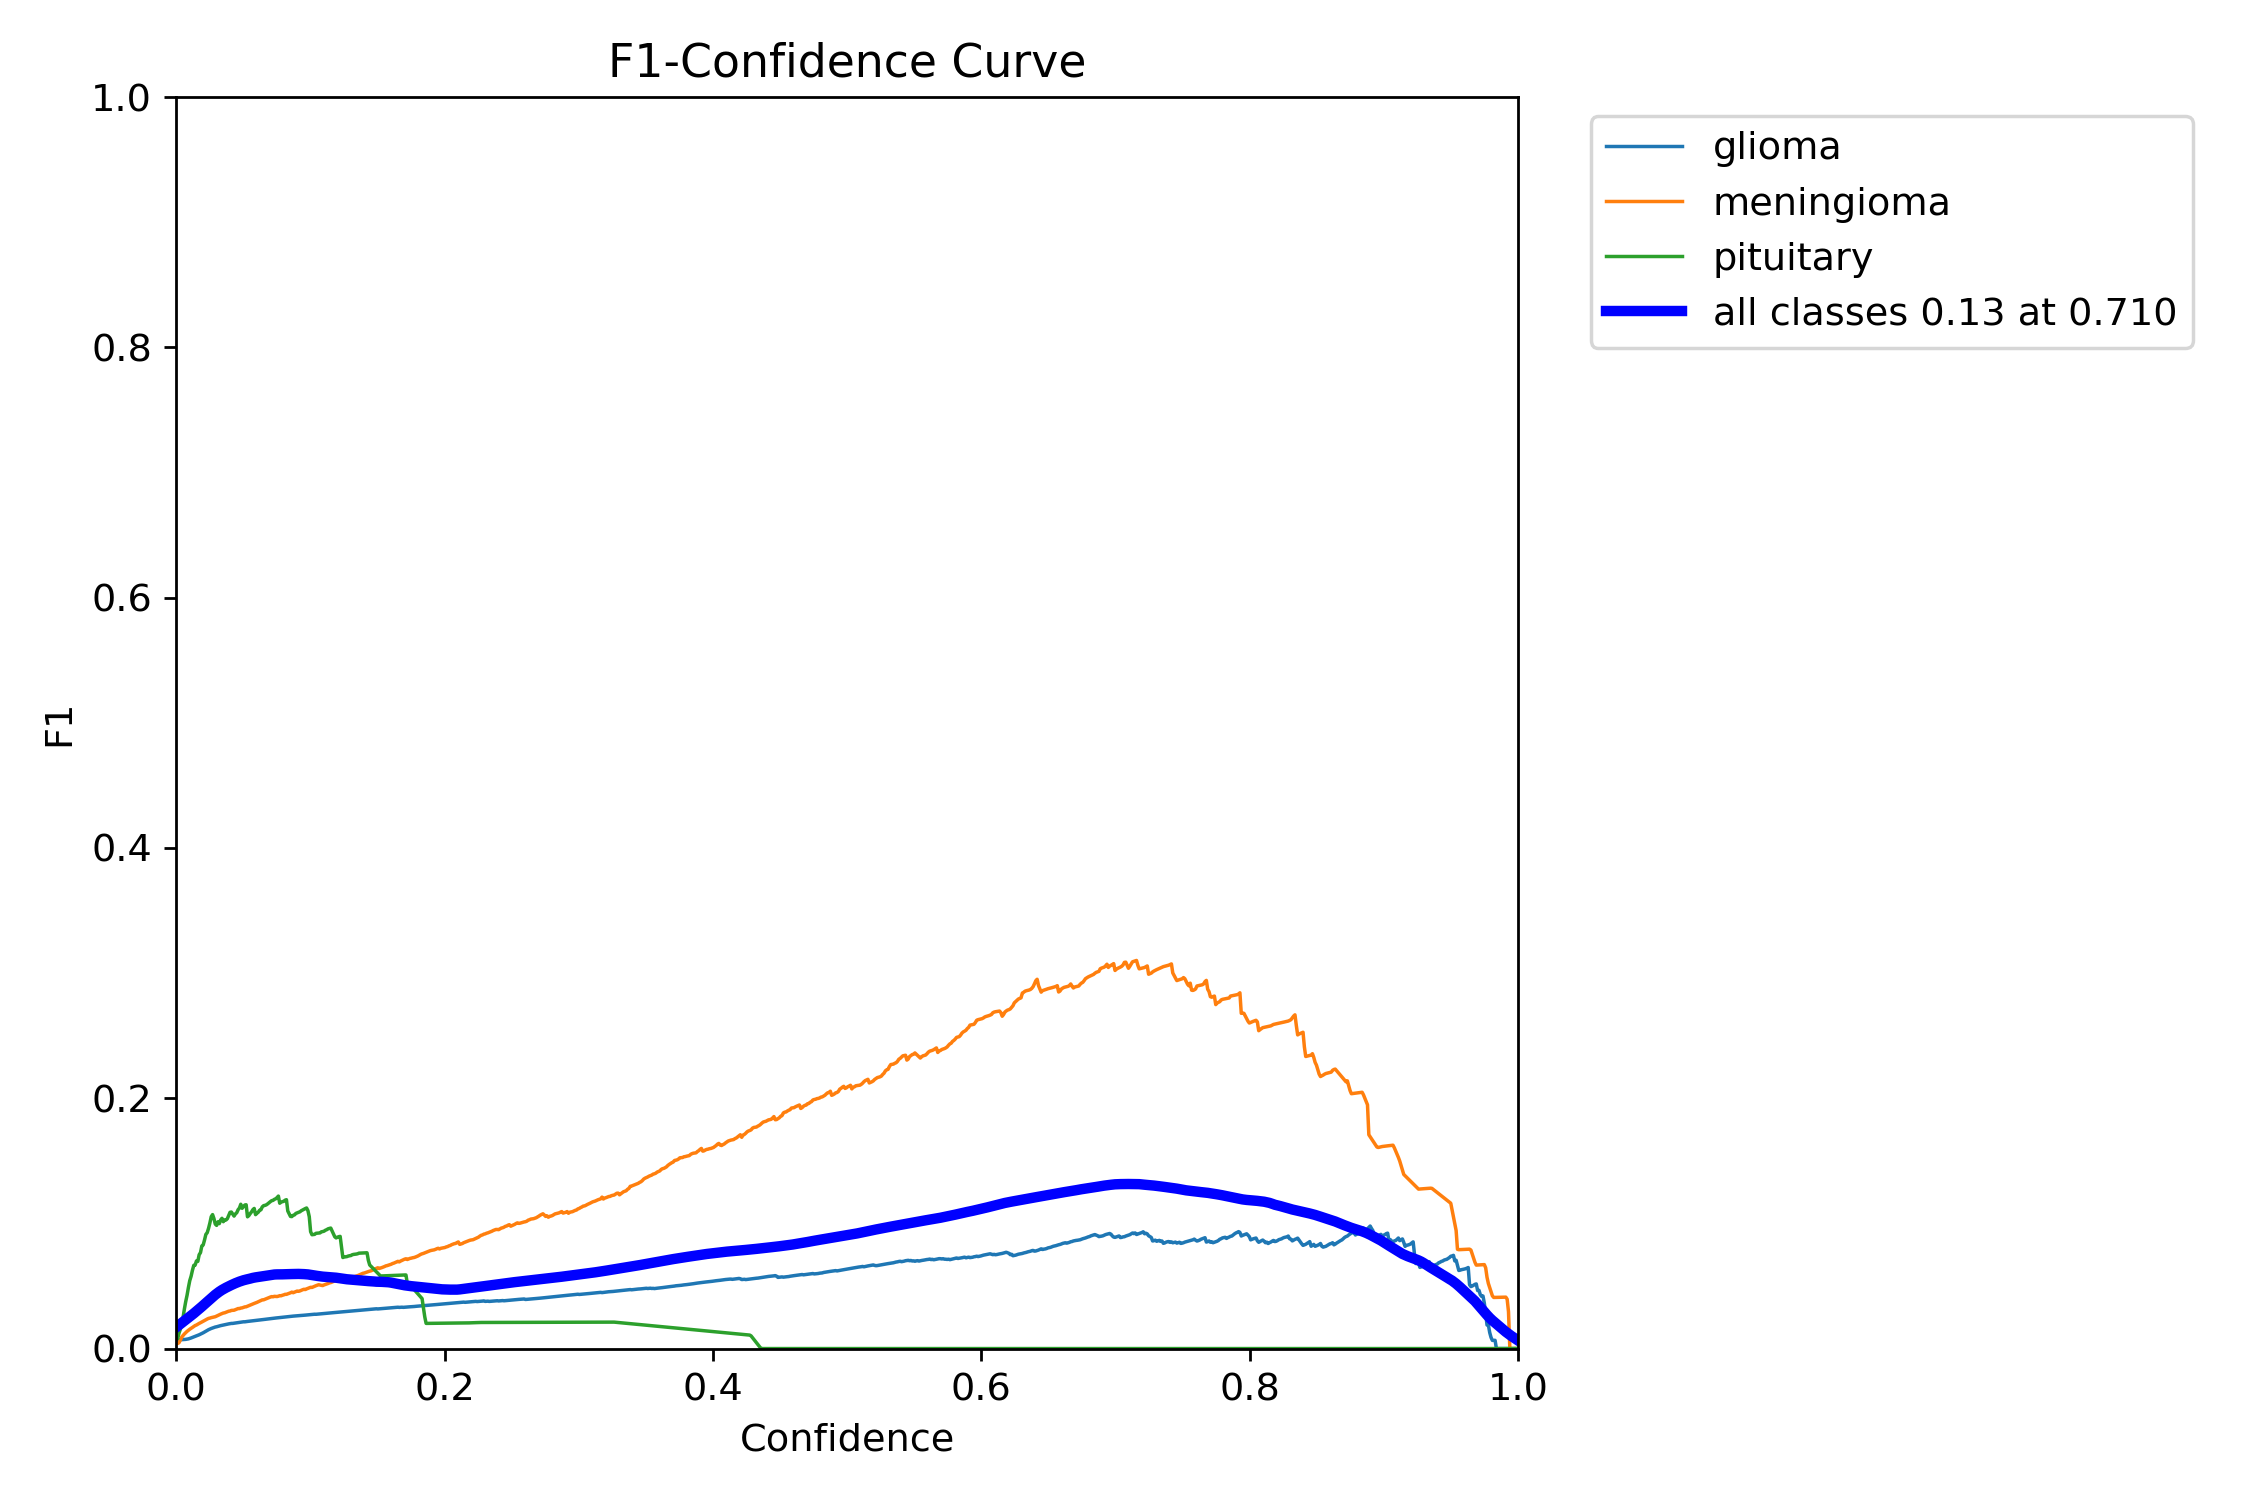 F1-Confidence Curve
1.0
0.8
0.6
0.4
0.2
0.0
F1
0.0 0.2 0.4 0.6 0.8 1.0
Confidence
glioma
meningioma
pituitary
all classes 0.13 at 0.710